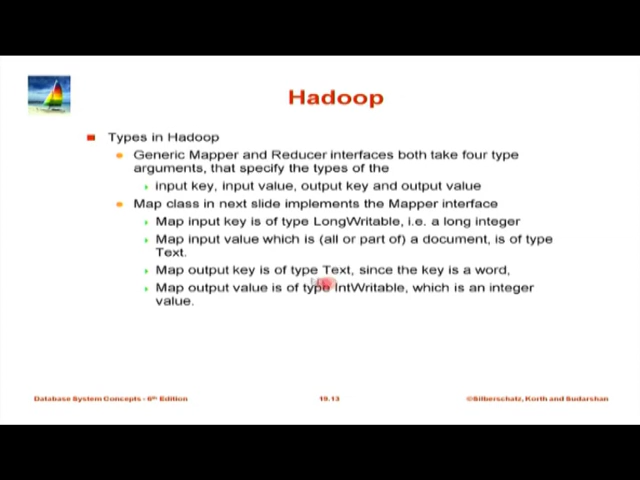 Hadoop
Types in Hadoop
Generic Mapper and Reducer interfaces both take four type
arguments, that specify the types of the
input key, input value, output key and output value
Map class in next slide implements the Mapper interface
Map input key is of type LongWritable, i.e. a long integer
Map input value which is (all or part of) a document, is of type
Text.
Map output key is of type Text, since the key is a word,
Map output value is of type IntWritable, which is an integer
value.
Database System Concepts - 6th Edition
19.13
©Silberschatz, Korth and Sudarshan